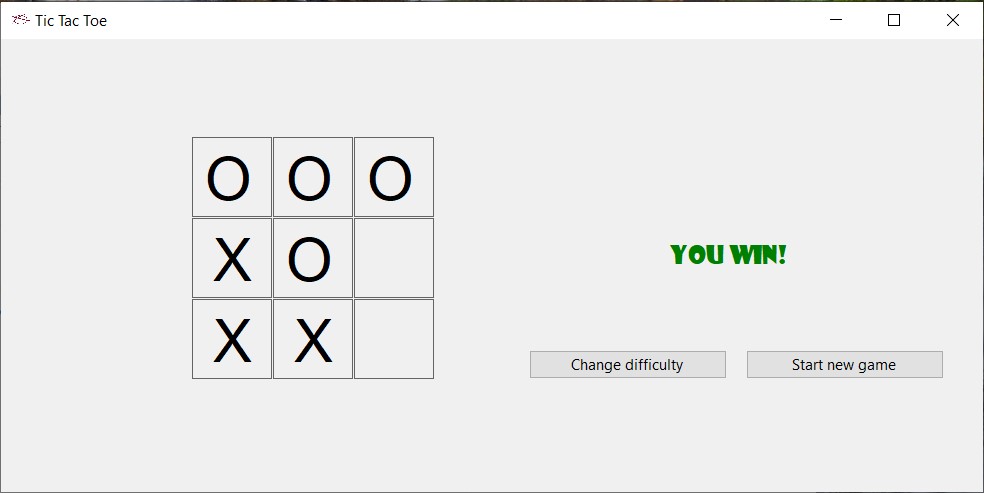 Tic Tac Toe
O O O
X O
X X
YOU WIN!
Change difficulty
Start new game